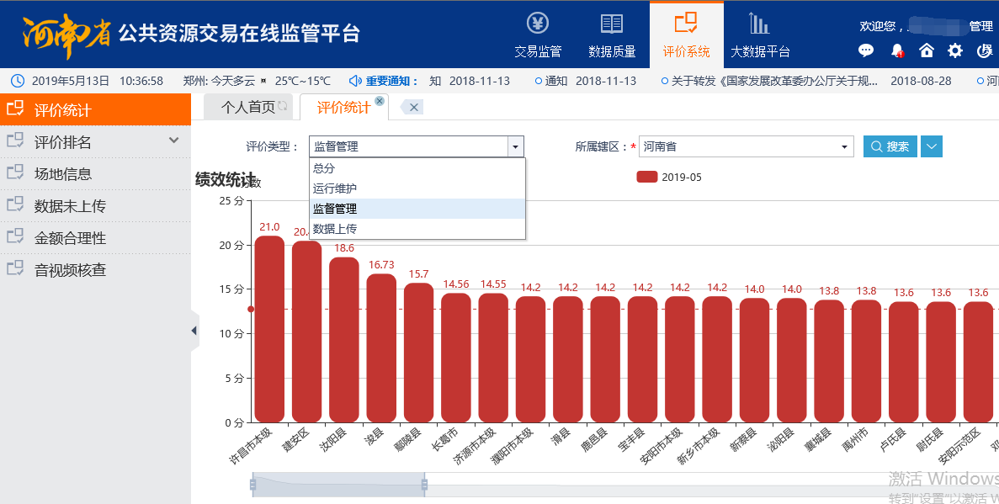 河南省 公共资源交易在线监管平台
交易监管 数据质量 评价系统 大数据平台
欢迎您， 管理
2019年5月13日 10:36:58 郑州: 今天多云 25℃~15℃ 重要通知： 知 2018-11-13 通知 2018-11-13 关于转发《国家发展改革委办公厅关于规... 2018-08-28 河
评价统计
评价排名
场地信息
数据未上传
金额合理性
音视频核查
个人首页 评价统计
评价类型： 监督管理 所属辖区：* 河南省 搜索
总分
运行维护
监督管理
数据上传
绩效统计
分数
2019-05
25 分
20 分
15 分
10 分
5 分
0 分
21.0 20. 18.6 16.73 15.7 14.56 14.55 14.2 14.2 14.2 14.2 14.2 14.2 14.0 14.0 13.8 13.8 13.6 13.6 13.6
许昌市本级 建安区 汝阳县 浚县 鄢陵县 长葛市 济源市本级 濮阳市本级 滑县 鹿邑县 宝丰县 安阳市本级 新乡市本级 新蔡县 泌阳县 襄城县 禹州市 卢氏县 尉氏县 安阳示范区
激活 Windows
转到"设置"以激活 W